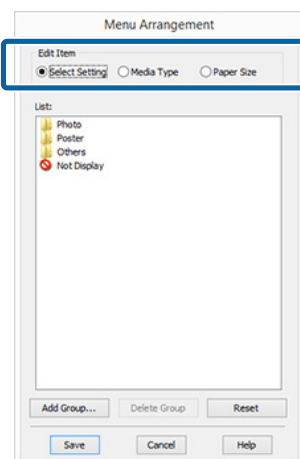 Menu Arrangement
Edit Item
Select Setting Media Type Paper Size
List:
Photo
Poster
Others
Not Display
Add Group... Delete Group Reset
Save Cancel Help